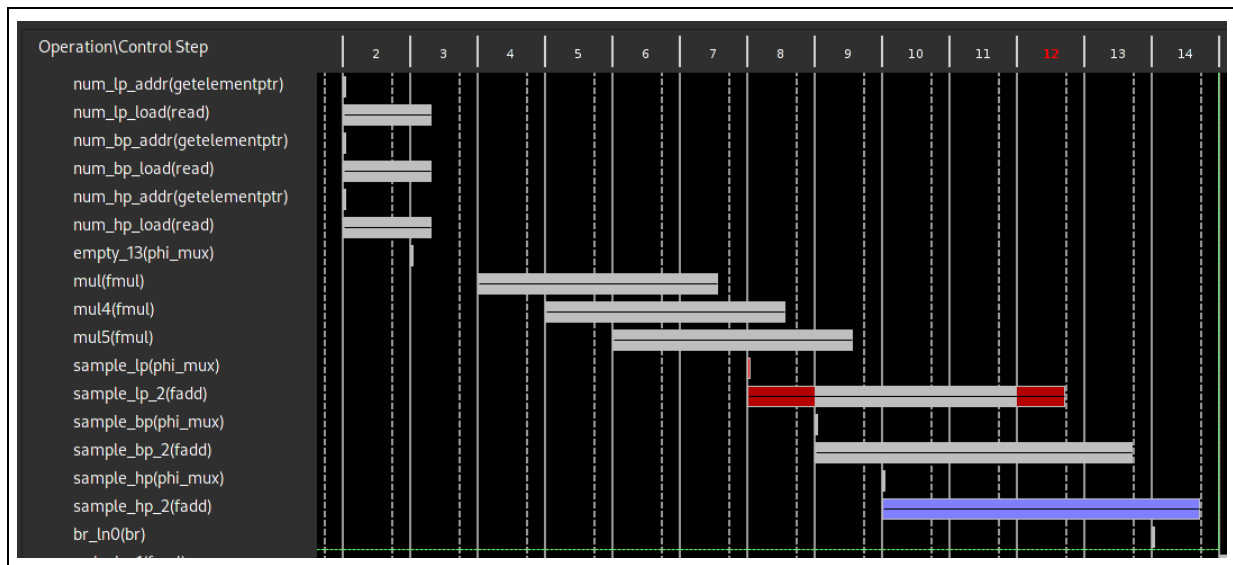 Operation\Control Step 2 3 4 5 6 7 8 9 10 11 12 13 14
num_lp_addr(getelementptr)
num_lp_load(read)
num_bp_addr(getelementptr)
num_bp_load(read)
num_hp_addr(getelementptr)
num_hp_load(read)
empty_13(phi_mux)
mul(fmul)
mul4(fmul)
mul5(fmul)
sample_lp(phi_mux)
sample_lp_2(fadd)
sample_bp(phi_mux)
sample_bp_2(fadd)
sample_hp(phi_mux)
sample_hp_2(fadd)
br_ln0(br)